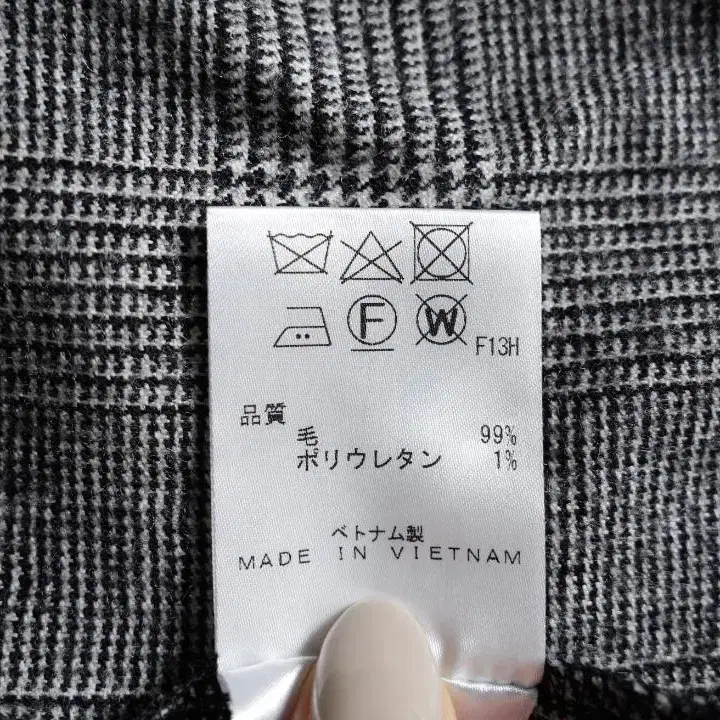 F W F13H
品質
毛 99%
ポリウレタン 1%
ベトナム製
MADE IN VIETNAM